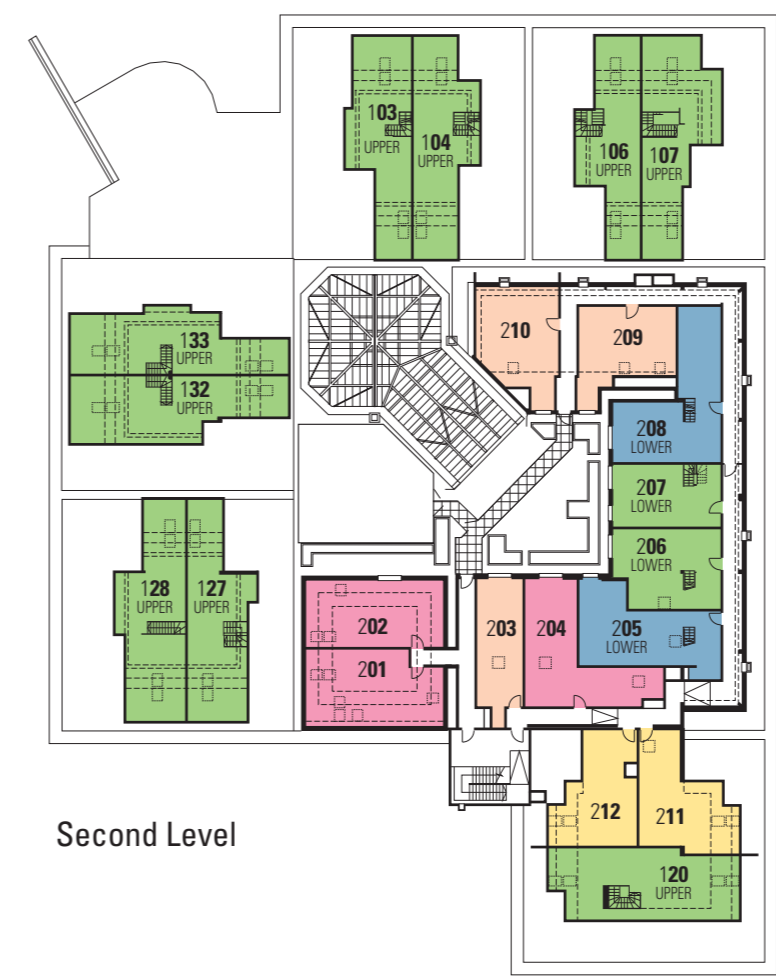 103
UPPER
104
UPPER
106
UPPER
107
UPPER
210
209
133
UPPER
132
UPPER
208
LOWER
207
LOWER
206
LOWER
128
UPPER
127
UPPER
202
201
203
204
205
LOWER
212
211
120
UPPER
Second Level